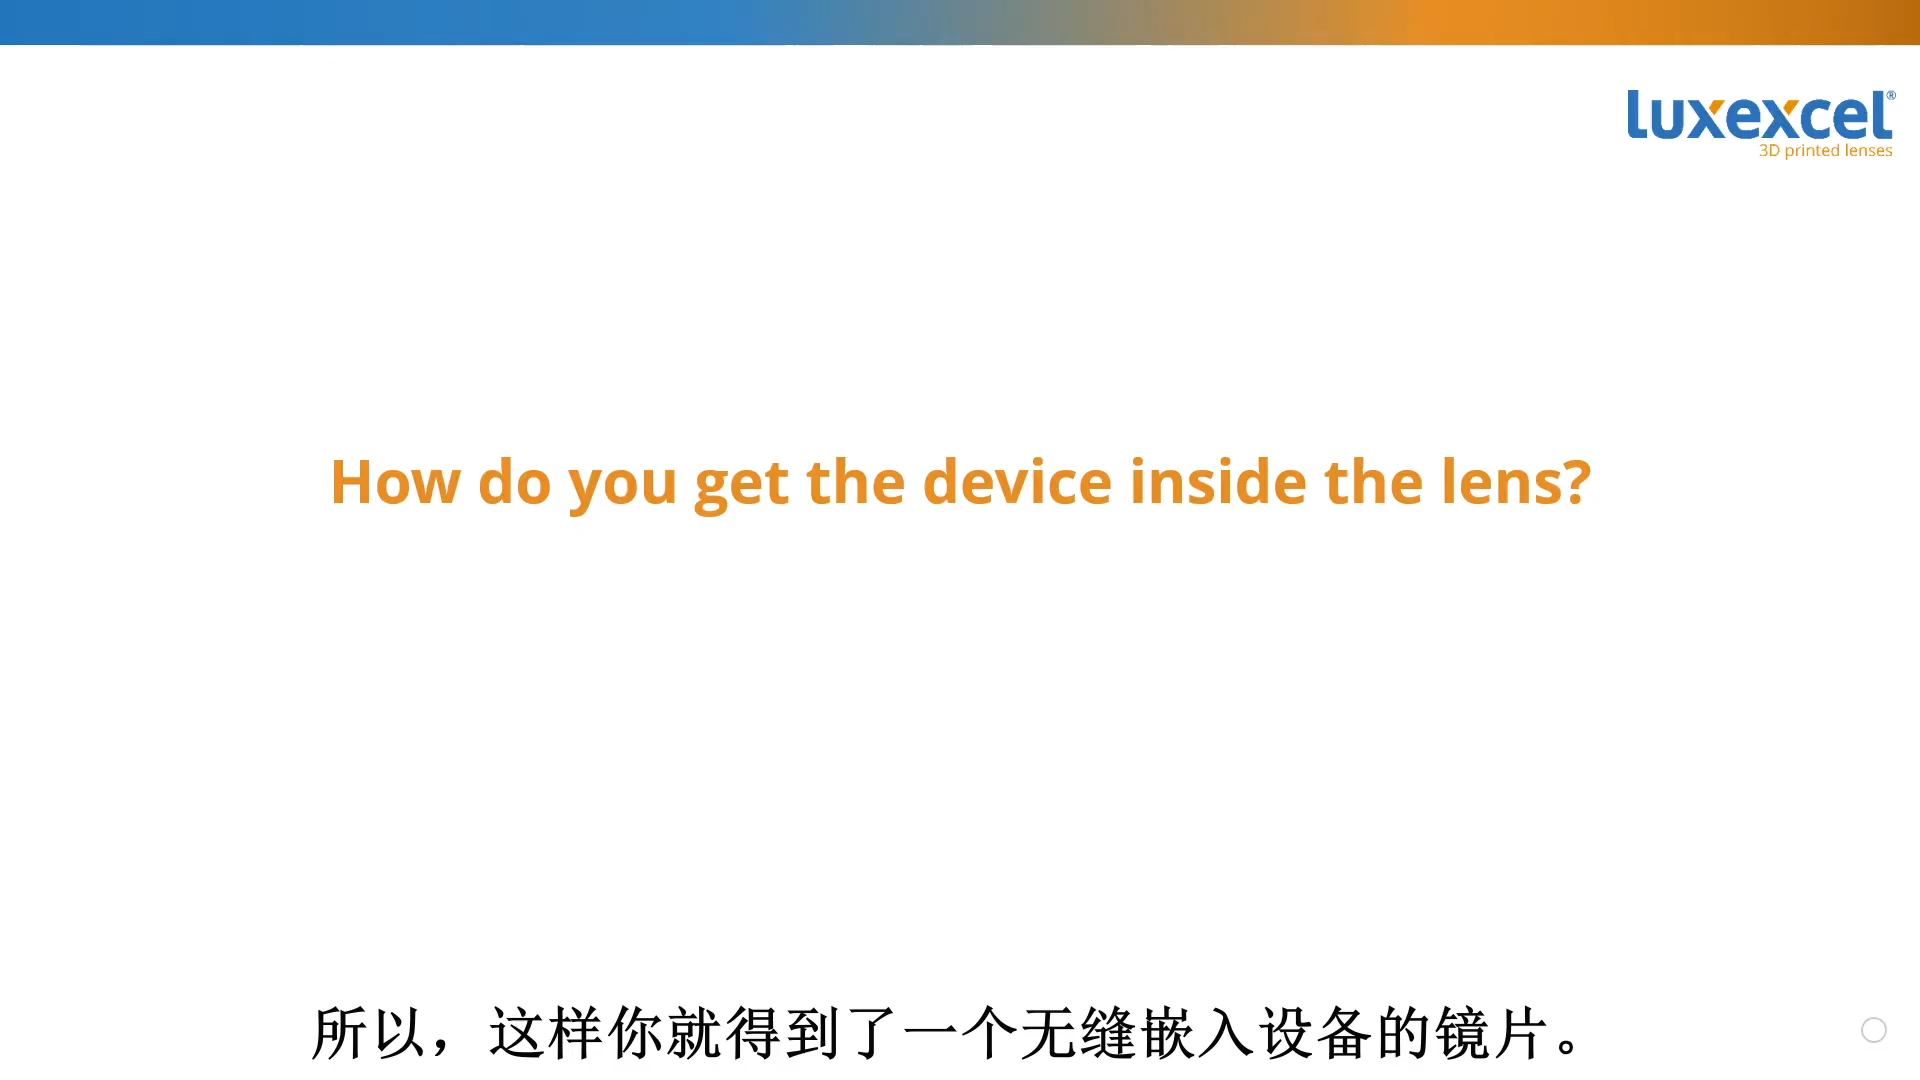 luxexcel®
3D printed lenses
How do you get the device inside the lens?
所以，这样你就得到了一个无缝嵌入设备的镜片。